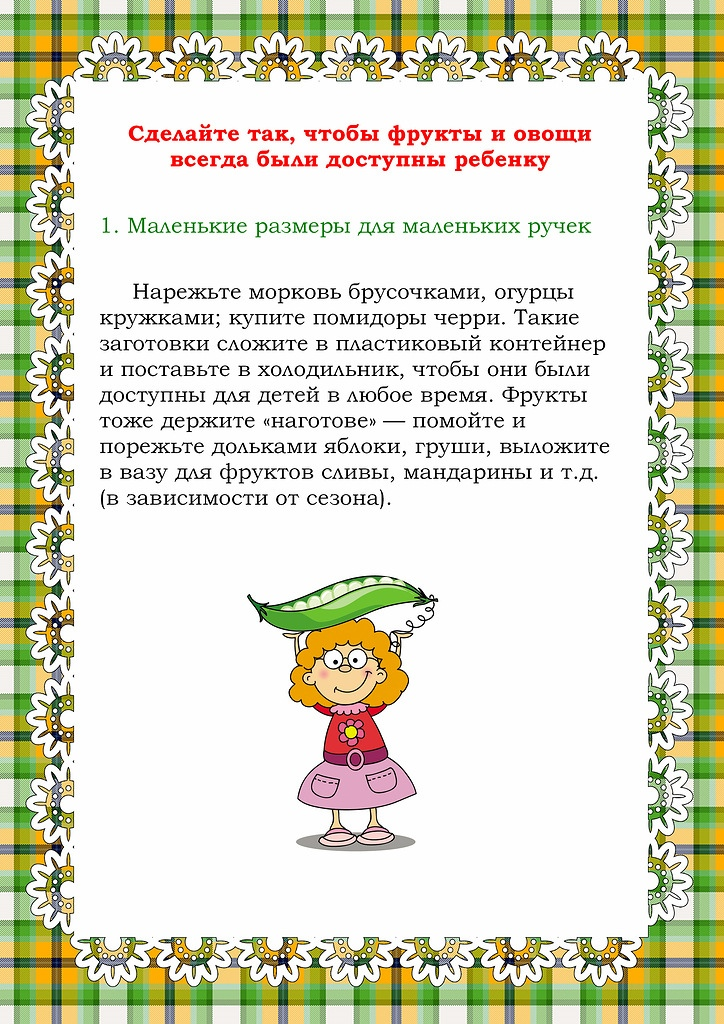 Сделайте так, чтобы фрукты и овощи
всегда были доступны ребенку
1. Маленькие размеры для маленьких ручек
Нарежьте морковь брусочками, огурцы
кружками; купите помидоры черри. Такие
заготовки сложите в пластиковый контейнер
и поставьте в холодильник, чтобы они были
доступны для детей в любое время. Фрукты
тоже держите «наготове» — помойте и
порежьте дольками яблоки, груши, выложите
в вазу для фруктов сливы, мандарины и т.д.
(в зависимости от сезона).